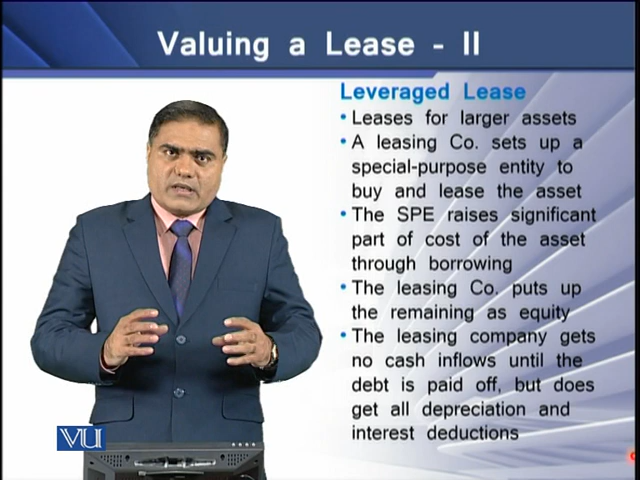 Valuing a Lease - II
Leveraged Lease
• Leases for larger assets
• A leasing Co. sets up a
special-purpose entity to
buy and lease the asset
• The SPE raises significant
part of cost of the asset
through borrowing
• The leasing Co. puts up
the remaining as equity
• The leasing company gets
no cash inflows until the
debt is paid off, but does
get all depreciation and
interest deductions
VU